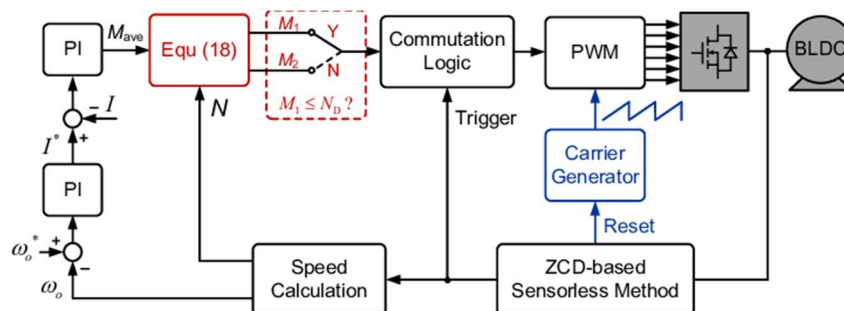 PI
M_ave
Equ (18)
M_1
Y
M_2
N
M_1 ≤ N_D ?
Commutation
Logic
PWM
BLDC
N
− I
I*
+
Trigger
Carrier
Generator
PI
Reset
ω_o*
+
−
ω_o
Speed
Calculation
ZCD-based
Sensorless Method